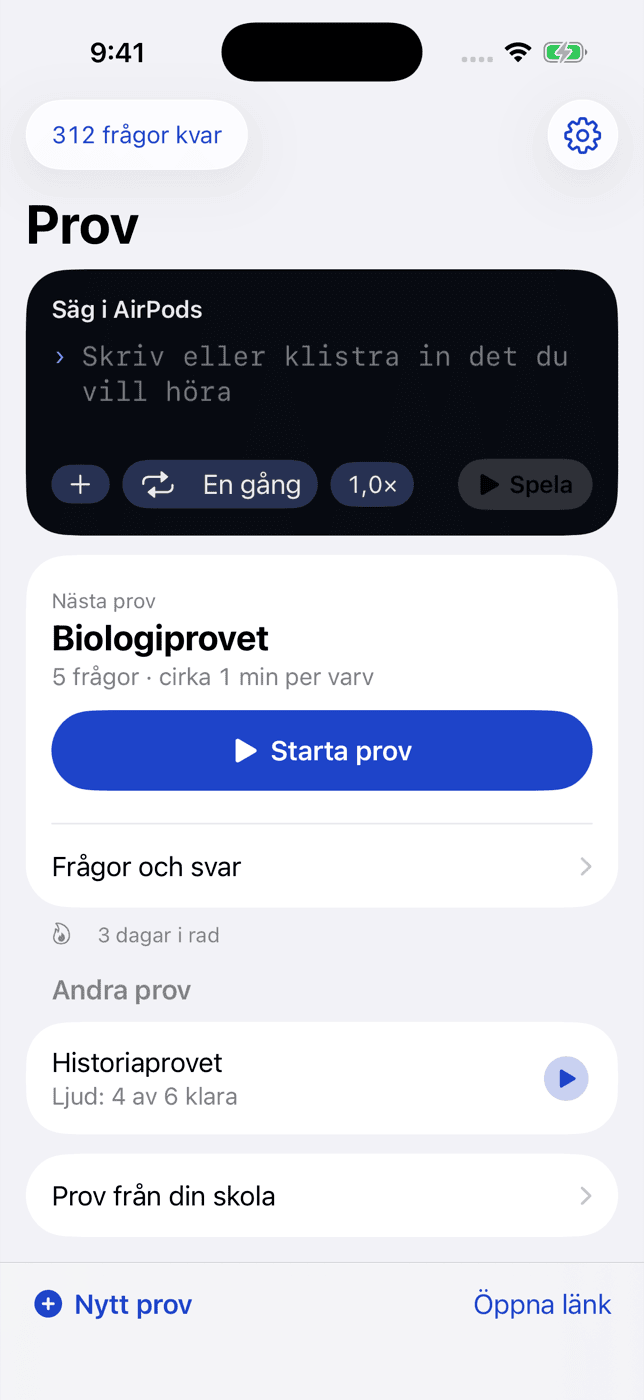 9:41
312 frågor kvar
Prov
Säg i AirPods
› Skriv eller klistra in det du
vill höra
En gång
1,0×
Spela
Nästa prov
Biologiprovet
5 frågor · cirka 1 min per varv
Starta prov
Frågor och svar
3 dagar i rad
Andra prov
Historiaprovet
Ljud: 4 av 6 klara
Prov från din skola
Nytt prov
Öppna länk